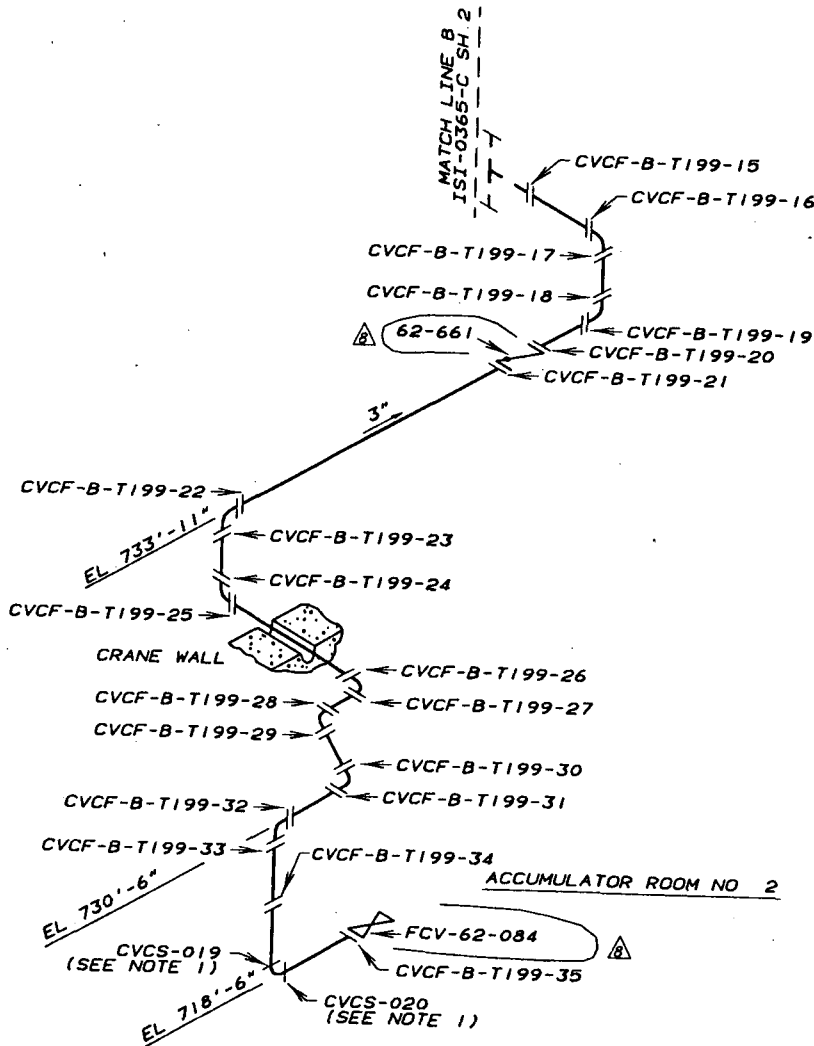 MATCH LINE B
ISI-0365-C SH.2
CVCF-B-T199-15
CVCF-B-T199-16
CVCF-B-T199-17
CVCF-B-T199-18
8
62-661
CVCF-B-T199-19
CVCF-B-T199-20
CVCF-B-T199-21
3"
CVCF-B-T199-22
EL 733'-11"
CVCF-B-T199-23
CVCF-B-T199-24
CVCF-B-T199-25
CRANE WALL
CVCF-B-T199-26
CVCF-B-T199-28
CVCF-B-T199-27
CVCF-B-T199-29
CVCF-B-T199-30
CVCF-B-T199-32
CVCF-B-T199-31
CVCF-B-T199-33
CVCF-B-T199-34
EL 730'-6"
ACCUMULATOR ROOM NO 2
FCV-62-084
8
CVCS-019
(SEE NOTE 1)
CVCF-B-T199-35
EL 718'-6"
CVCS-020
(SEE NOTE 1)